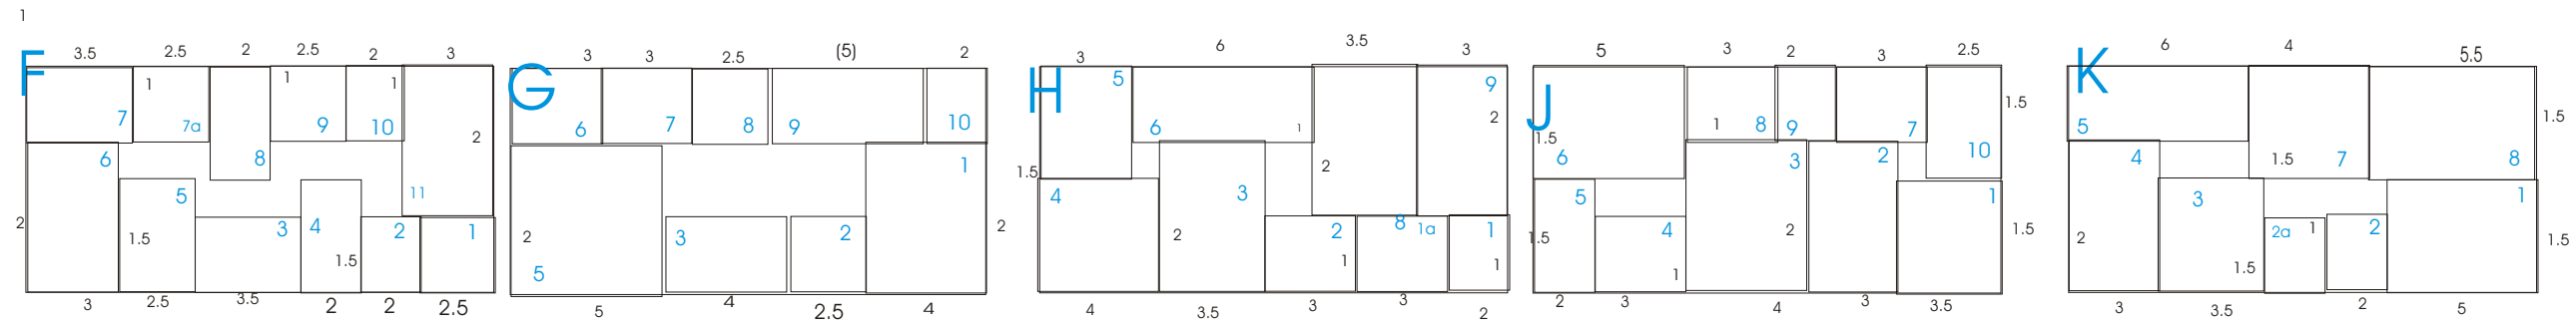 1
F
3.5 2.5 2 2.5 2 3
1 1 1
7 7a 9 10
2
6 8
5 11
2 3 4 2 1
1.5
1.5
3 2.5 3.5 2 2 2.5
G
3 3 2.5 (5) 2
6 7 8 9 10
1
2 3 2 2
5
5 4 2.5 4
H
3 6 3.5 3
5 9
2
6 1
1.5 2
4 3
8 1a
2 2 1
1 1
4 3.5 3 3 2
J
5 3 2 3 2.5
1.5
1 8 9 7
1.5
6 3 2 10
5 1
4 2 1.5
1.5
1
2 3 4 3 3.5
K
6 4 5.5
1.5
5
4 1.5 7 8
3 1
2a 1 2
2 1.5
1.5
3 3.5 2 5